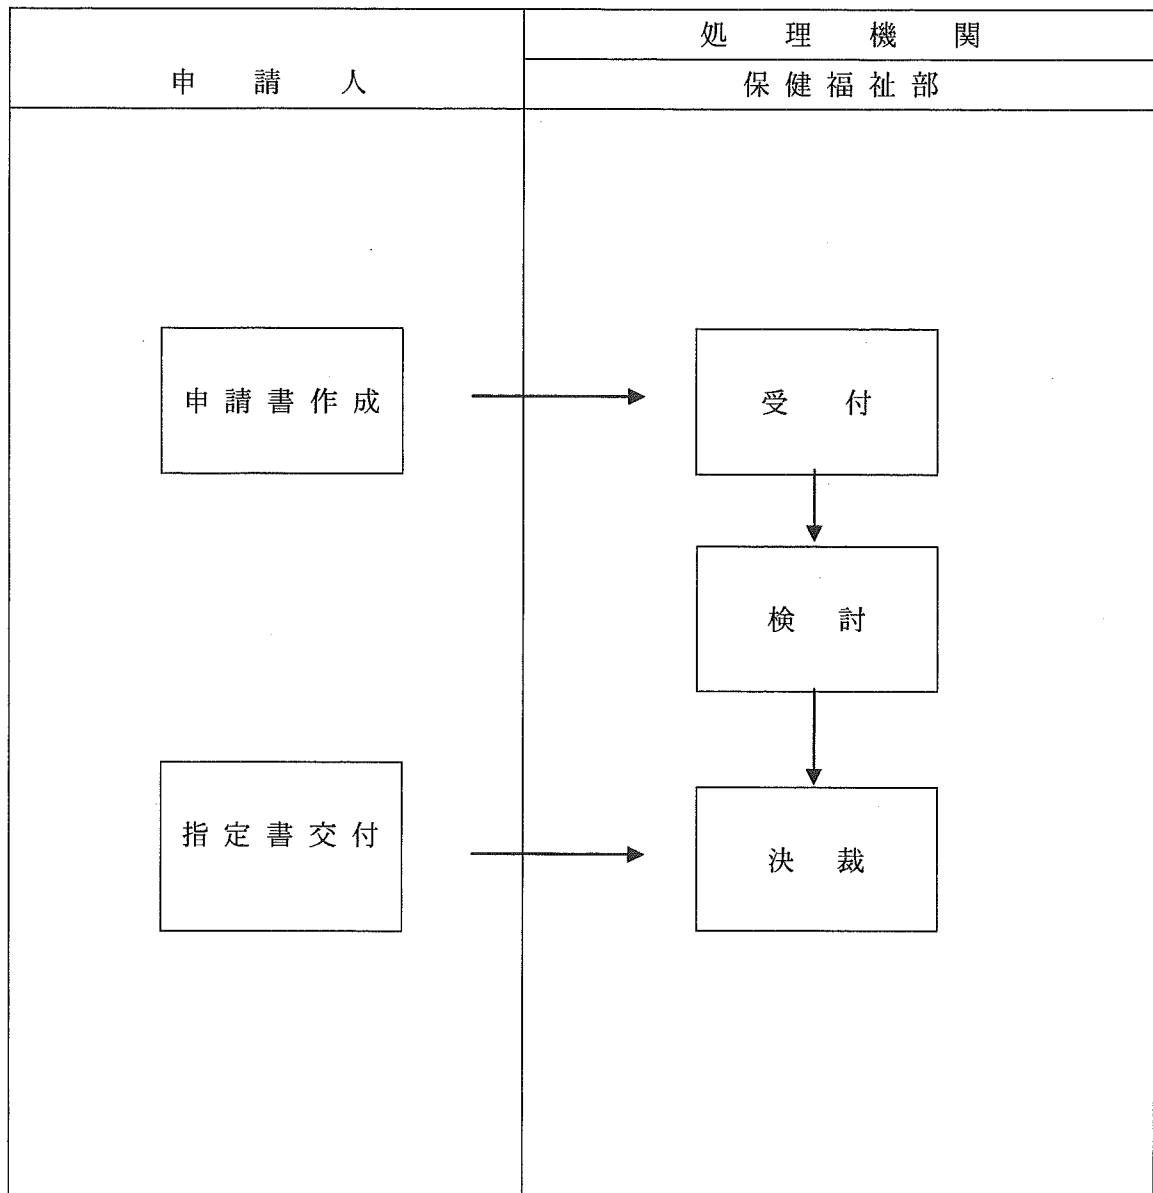 処理機関
申請人
保健福祉部
申請書作成
受付
検討
指定書交付
決裁